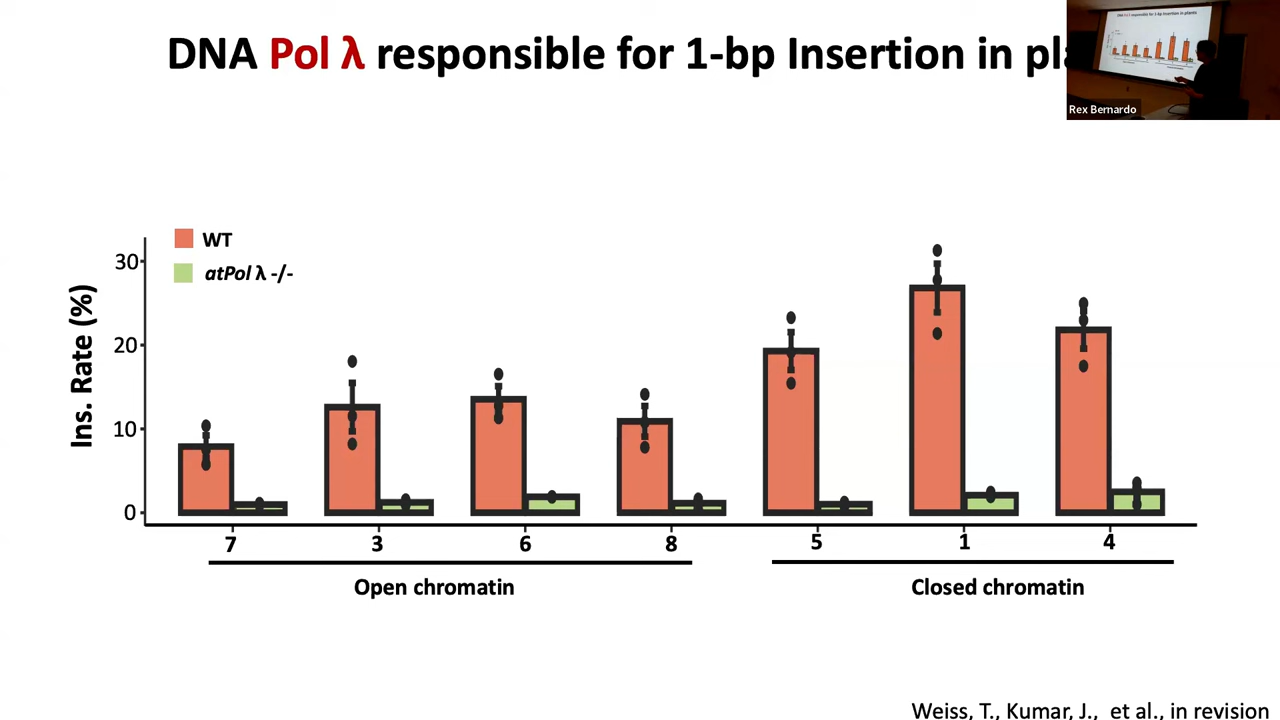 DNA Pol λ responsible for 1-bp Insertion in pla
Rex Bernardo
WT
atPol λ -/-
Ins. Rate (%)
30
20
10
0
7 3 6 8 5 1 4
Open chromatin Closed chromatin
Weiss, T., Kumar, J., et al., in revision